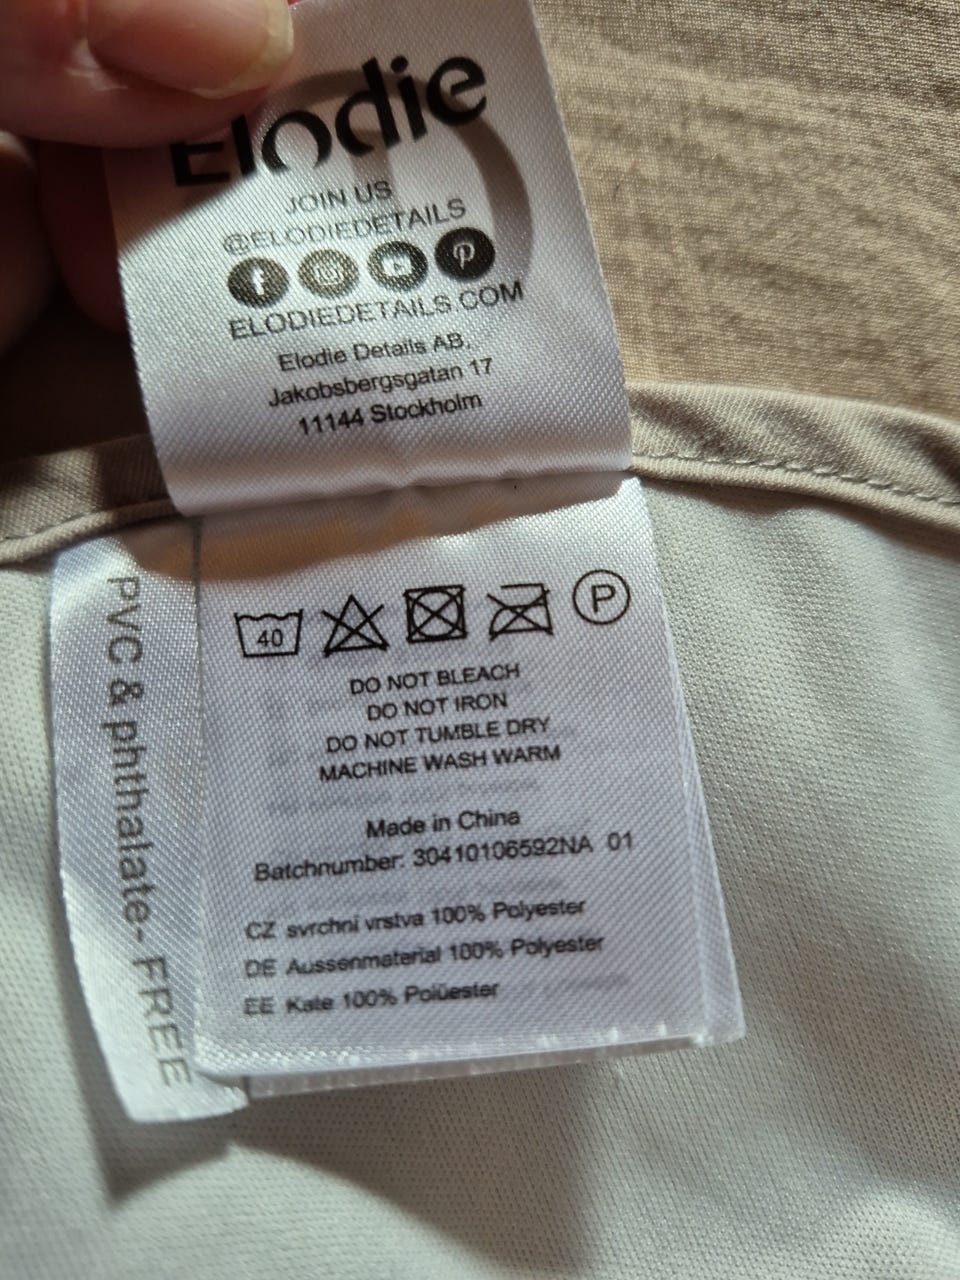 Elodie
JOIN US
@ELODIEDETAILS
ELODIEDETAILS.COM
Elodie Details AB,
Jakobsbergsgatan 17
11144 Stockholm
40
P
DO NOT BLEACH
DO NOT IRON
DO NOT TUMBLE DRY
MACHINE WASH WARM
Made in China
Batchnumber: 30410106592NA 01
CZ svrchní vrstva 100% Polyester
DE Aussenmaterial 100% Polyester
EE Kate 100% Polüester
PVC & phthalate-FREE